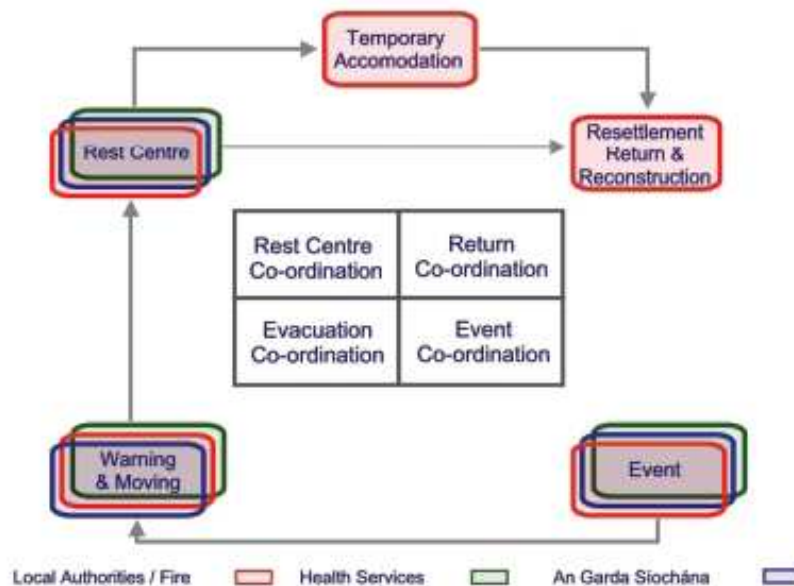 Temporary
Accomodation
Rest Centre
Resettlement
Return &
Reconstruction
Rest Centre
Co-ordination
Return
Co-ordination
Evacuation
Co-ordination
Event
Co-ordination
Warning
& Moving
Event
Local Authorities / Fire
Health Services
An Garda Síochána